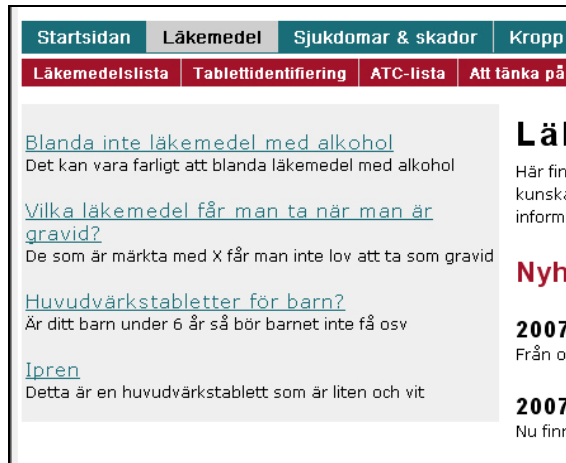 Startsidan Läkemedel Sjukdomar & skador Kropp
Läkemedelslista Tablettidentifiering ATC-lista Att tänka på
Blanda inte läkemedel med alkohol
Det kan vara farligt att blanda läkemedel med alkohol
Vilka läkemedel får man ta när man är
gravid?
De som är märkta med X får man inte lov att ta som gravid
Huvudvärkstabletter för barn?
Är ditt barn under 6 år så bör barnet inte få osv
Ipren
Detta är en huvudvärkstablett som är liten och vit
Här fin
kunska
inform
Nyh
2007
Från o
2007
Nu finn